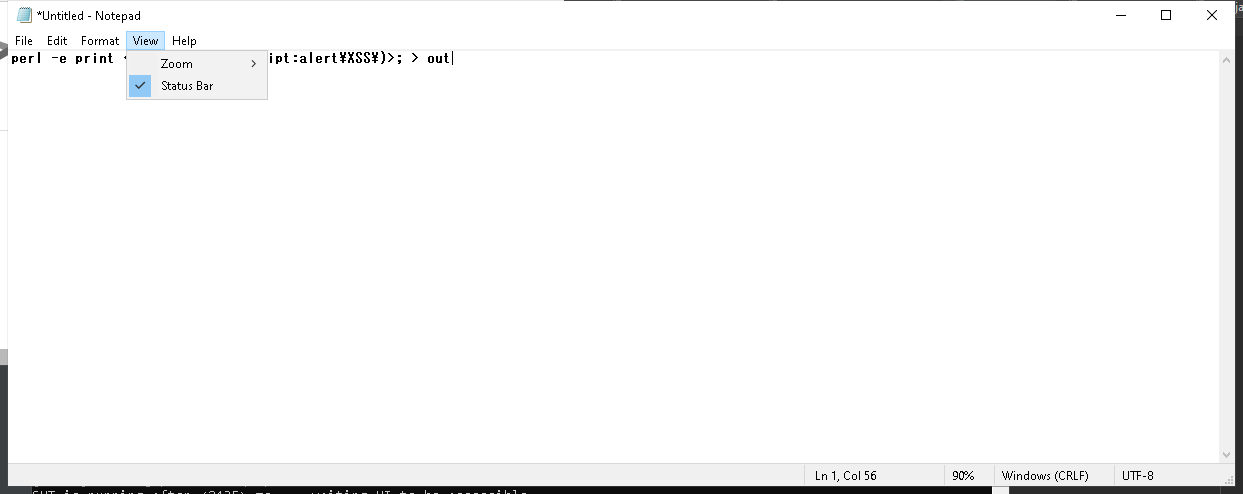 *Untitled - Notepad
File Edit Format View Help
perl -e print < ipt:alert¥XSS¥)>; > out
Zoom
Status Bar
Ln 1, Col 56 90% Windows (CRLF) UTF-8